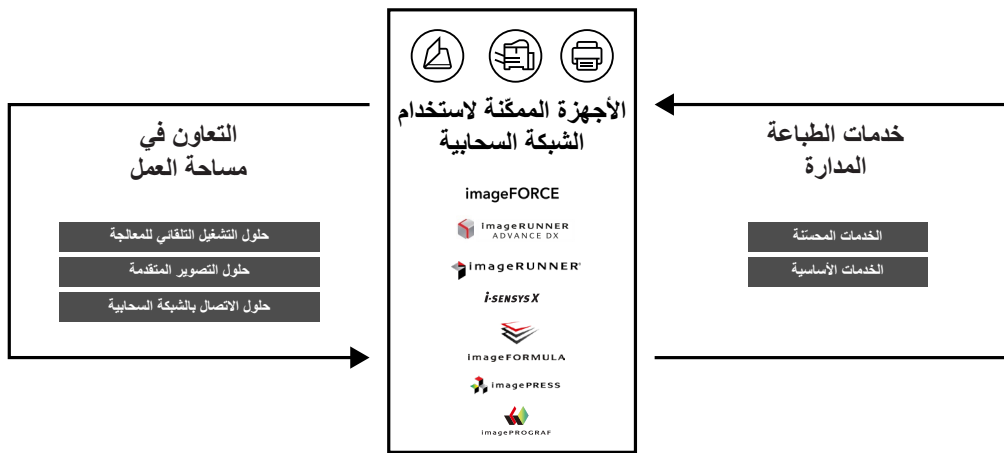 خدمات الطباعة
المدارة
الخدمات المحسّنة
الخدمات الأساسية
الأجهزة الممكّنة لاستخدام
الشبكة السحابية
imageFORCE
imageRUNNER
ADVANCE DX
imageRUNNER®
i-SENSYS X
imageFORMULA
imagePRESS
imagePROGRAF
التعاون في
مساحة العمل
حلول التشغيل التلقائي للمعالجة
حلول التصوير المتقدمة
حلول الاتصال بالشبكة السحابية